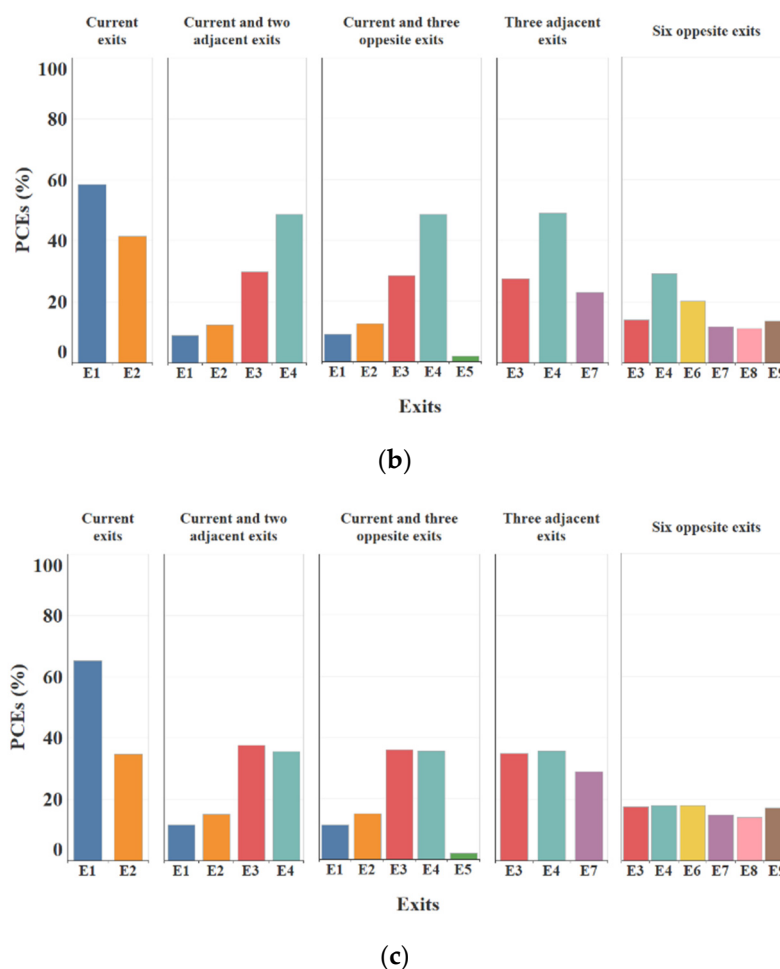 Current exits
Current and two adjacent exits
Current and three opposite exits
Three adjacent exits
Six opposite exits
PCEs (%)
100
80
60
40
20
0
E1 E2
E1 E2 E3 E4
E1 E2 E3 E4 E5
E3 E4 E7
E3 E4 E6 E7 E8
Exits
(b)
Current exits
Current and two adjacent exits
Current and three opposite exits
Three adjacent exits
Six opposite exits
PCEs (%)
100
80
60
40
20
0
E1 E2
E1 E2 E3 E4
E1 E2 E3 E4 E5
E3 E4 E7
E3 E4 E6 E7 E8
Exits
(c)